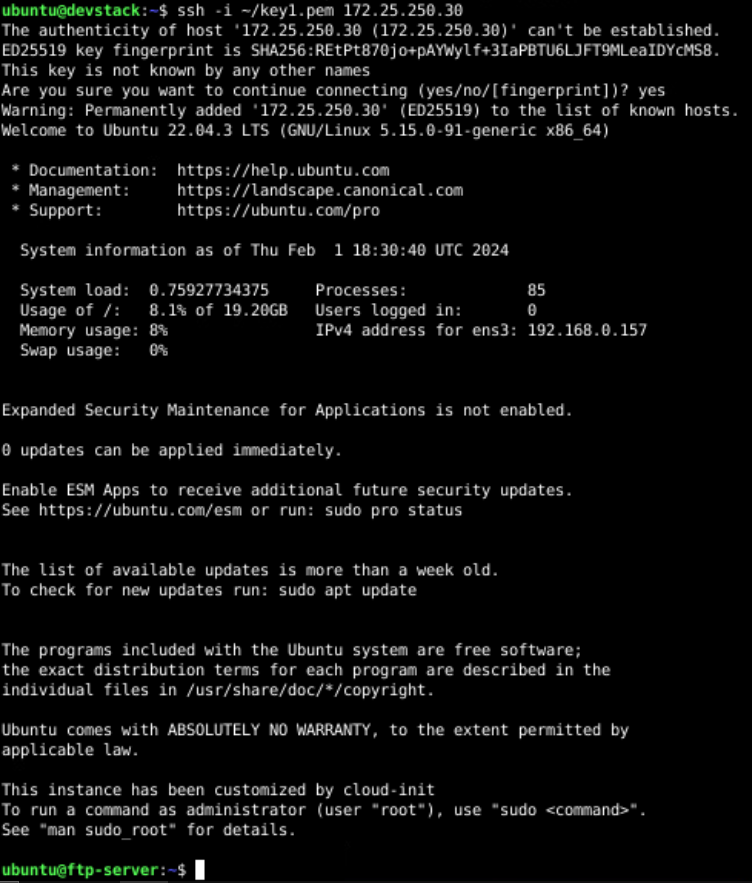 ubuntu@devstack:~$ ssh -i ~/key1.pem 172.25.250.30
The authenticity of host '172.25.250.30 (172.25.250.30)' can't be established.
ED25519 key fingerprint is SHA256:REtPt870jo+pAYWylf+3IaPBTU6LJFT9MLeaIDYcMS8.
This key is not known by any other names
Are you sure you want to continue connecting (yes/no/[fingerprint])? yes
Warning: Permanently added '172.25.250.30' (ED25519) to the list of known hosts.
Welcome to Ubuntu 22.04.3 LTS (GNU/Linux 5.15.0-91-generic x86_64)
* Documentation:  https://help.ubuntu.com
* Management:     https://landscape.canonical.com
* Support:        https://ubuntu.com/pro
System information as of Thu Feb  1 18:30:40 UTC 2024
System load:  0.75927734375     Processes:             85
Usage of /:   8.1% of 19.20GB   Users logged in:       0
Memory usage: 8%                IPv4 address for ens3: 192.168.0.157
Swap usage:   0%
Expanded Security Maintenance for Applications is not enabled.
0 updates can be applied immediately.
Enable ESM Apps to receive additional future security updates.
See https://ubuntu.com/esm or run: sudo pro status
The list of available updates is more than a week old.
To check for new updates run: sudo apt update
The programs included with the Ubuntu system are free software;
the exact distribution terms for each program are described in the
individual files in /usr/share/doc/*/copyright.
Ubuntu comes with ABSOLUTELY NO WARRANTY, to the extent permitted by
applicable law.
This instance has been customized by cloud-init
To run a command as administrator (user "root"), use "sudo <command>".
See "man sudo_root" for details.
ubuntu@ftp-server:~$